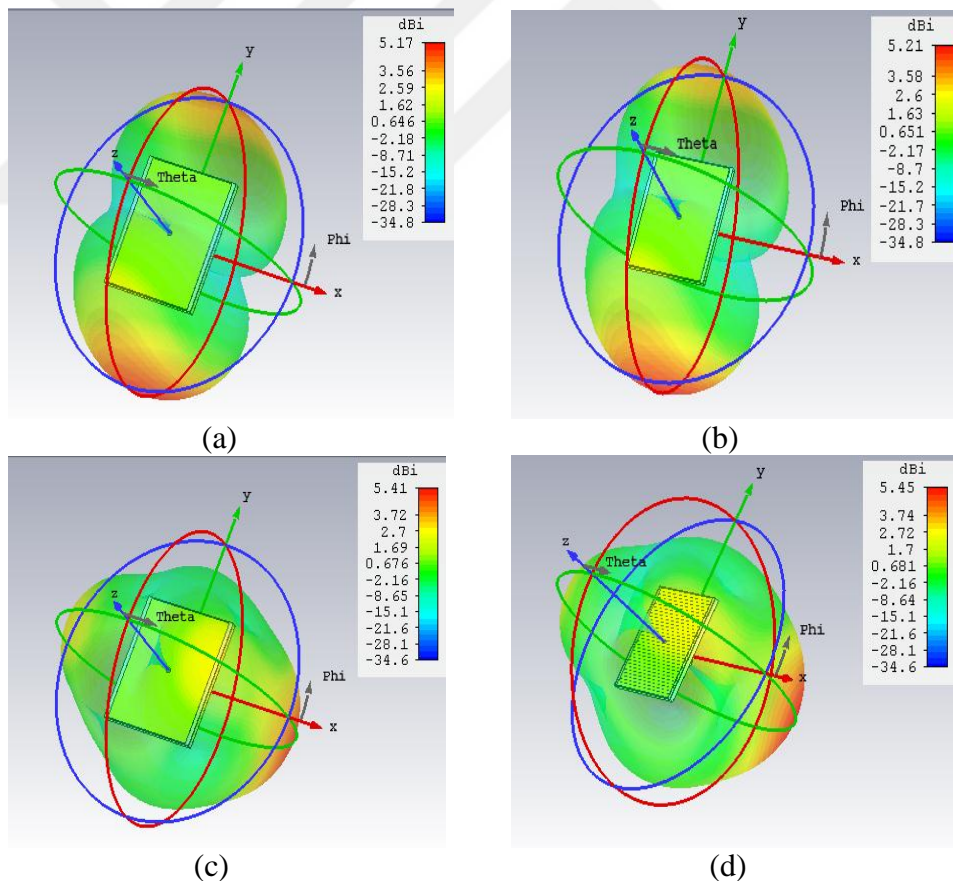 dBi
5.17
3.56
2.59
1.62
0.646
-2.18
-8.71
-15.2
-21.8
-28.3
-34.8
y
z
Theta
Phi
x
(a)
dBi
5.21
3.58
2.6
1.63
0.651
-2.18
-8.7
-15.2
-21.7
-28.3
-34.8
y
z
Theta
Phi
x
(b)
dBi
5.41
3.72
2.7
1.69
0.676
-2.16
-8.65
-15.1
-21.6
-28.1
-34.6
y
z
Theta
Phi
x
(c)
dBi
5.45
3.74
2.72
1.7
0.681
-2.16
-8.64
-15.1
-21.6
-28.1
-34.6
y
z
Theta
Phi
x
(d)